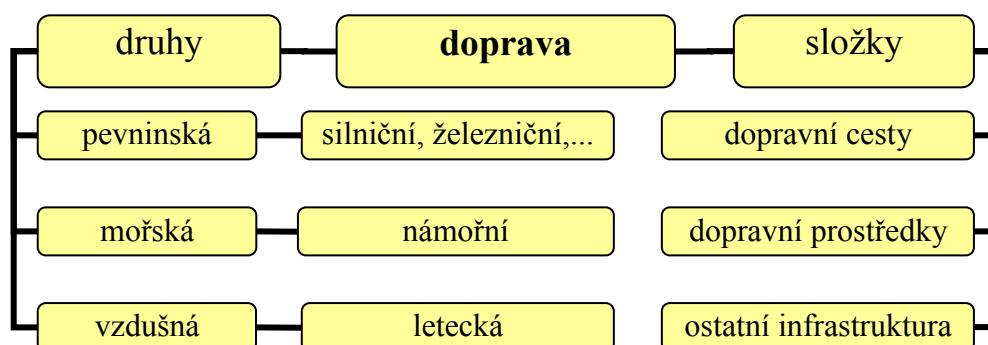 druhy
doprava
složky
pevninská
silniční, železniční,...
dopravní cesty
mořská
námořní
dopravní prostředky
vzdušná
letecká
ostatní infrastruktura